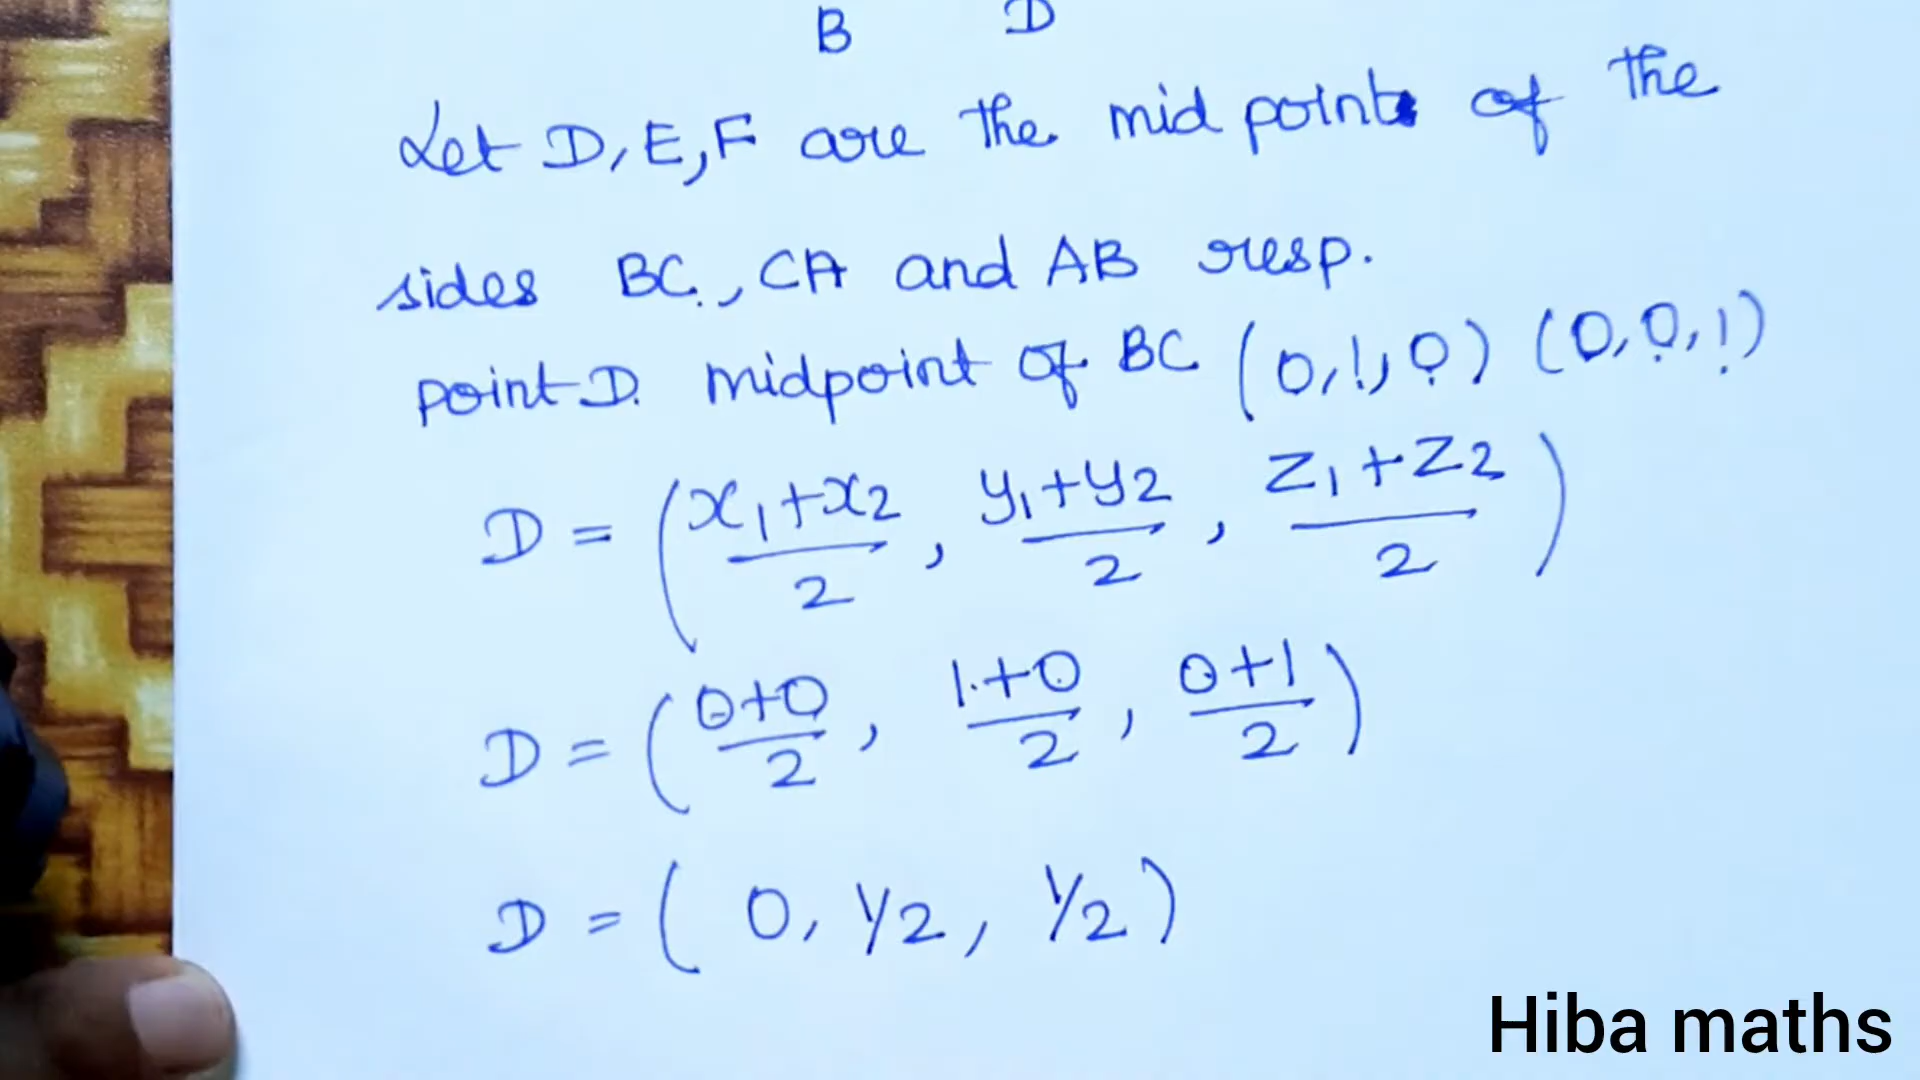 B D
Let D, E, F are the mid points of the
sides BC, CA and AB resp.
point D. midpoint of BC (0, 1, 0) (0, 0, 1)
D = (x₁+x₂/2, y₁+y₂/2, z₁+z₂/2)
D = (0+0/2, 1+0/2, 0+1/2)
D = (0, 1/2, 1/2)
Hiba maths